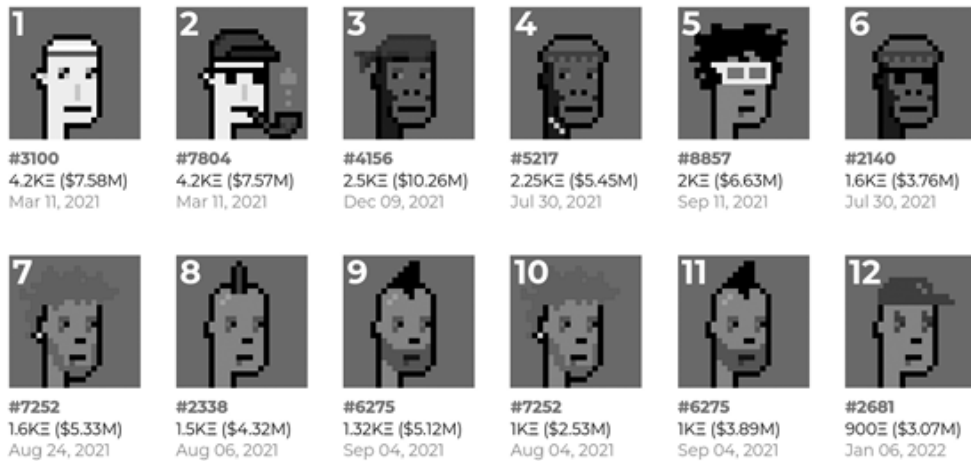 1
#3100
4.2KΞ ($7.58M)
Mar 11, 2021
2
#7804
4.2KΞ ($7.57M)
Mar 11, 2021
3
#4156
2.5KΞ ($10.26M)
Dec 09, 2021
4
#5217
2.25KΞ ($5.45M)
Jul 30, 2021
5
#8857
2KΞ ($6.63M)
Sep 11, 2021
6
#2140
1.6KΞ ($3.76M)
Jul 30, 2021
7
#7252
1.6KΞ ($5.33M)
Aug 24, 2021
8
#2338
1.5KΞ ($4.32M)
Aug 06, 2021
9
#6275
1.32KΞ ($5.12M)
Sep 04, 2021
10
#7252
1KΞ ($2.53M)
Aug 04, 2021
11
#6275
1KΞ ($3.89M)
Sep 04, 2021
12
#2681
900Ξ ($3.07M)
Jan 06, 2022